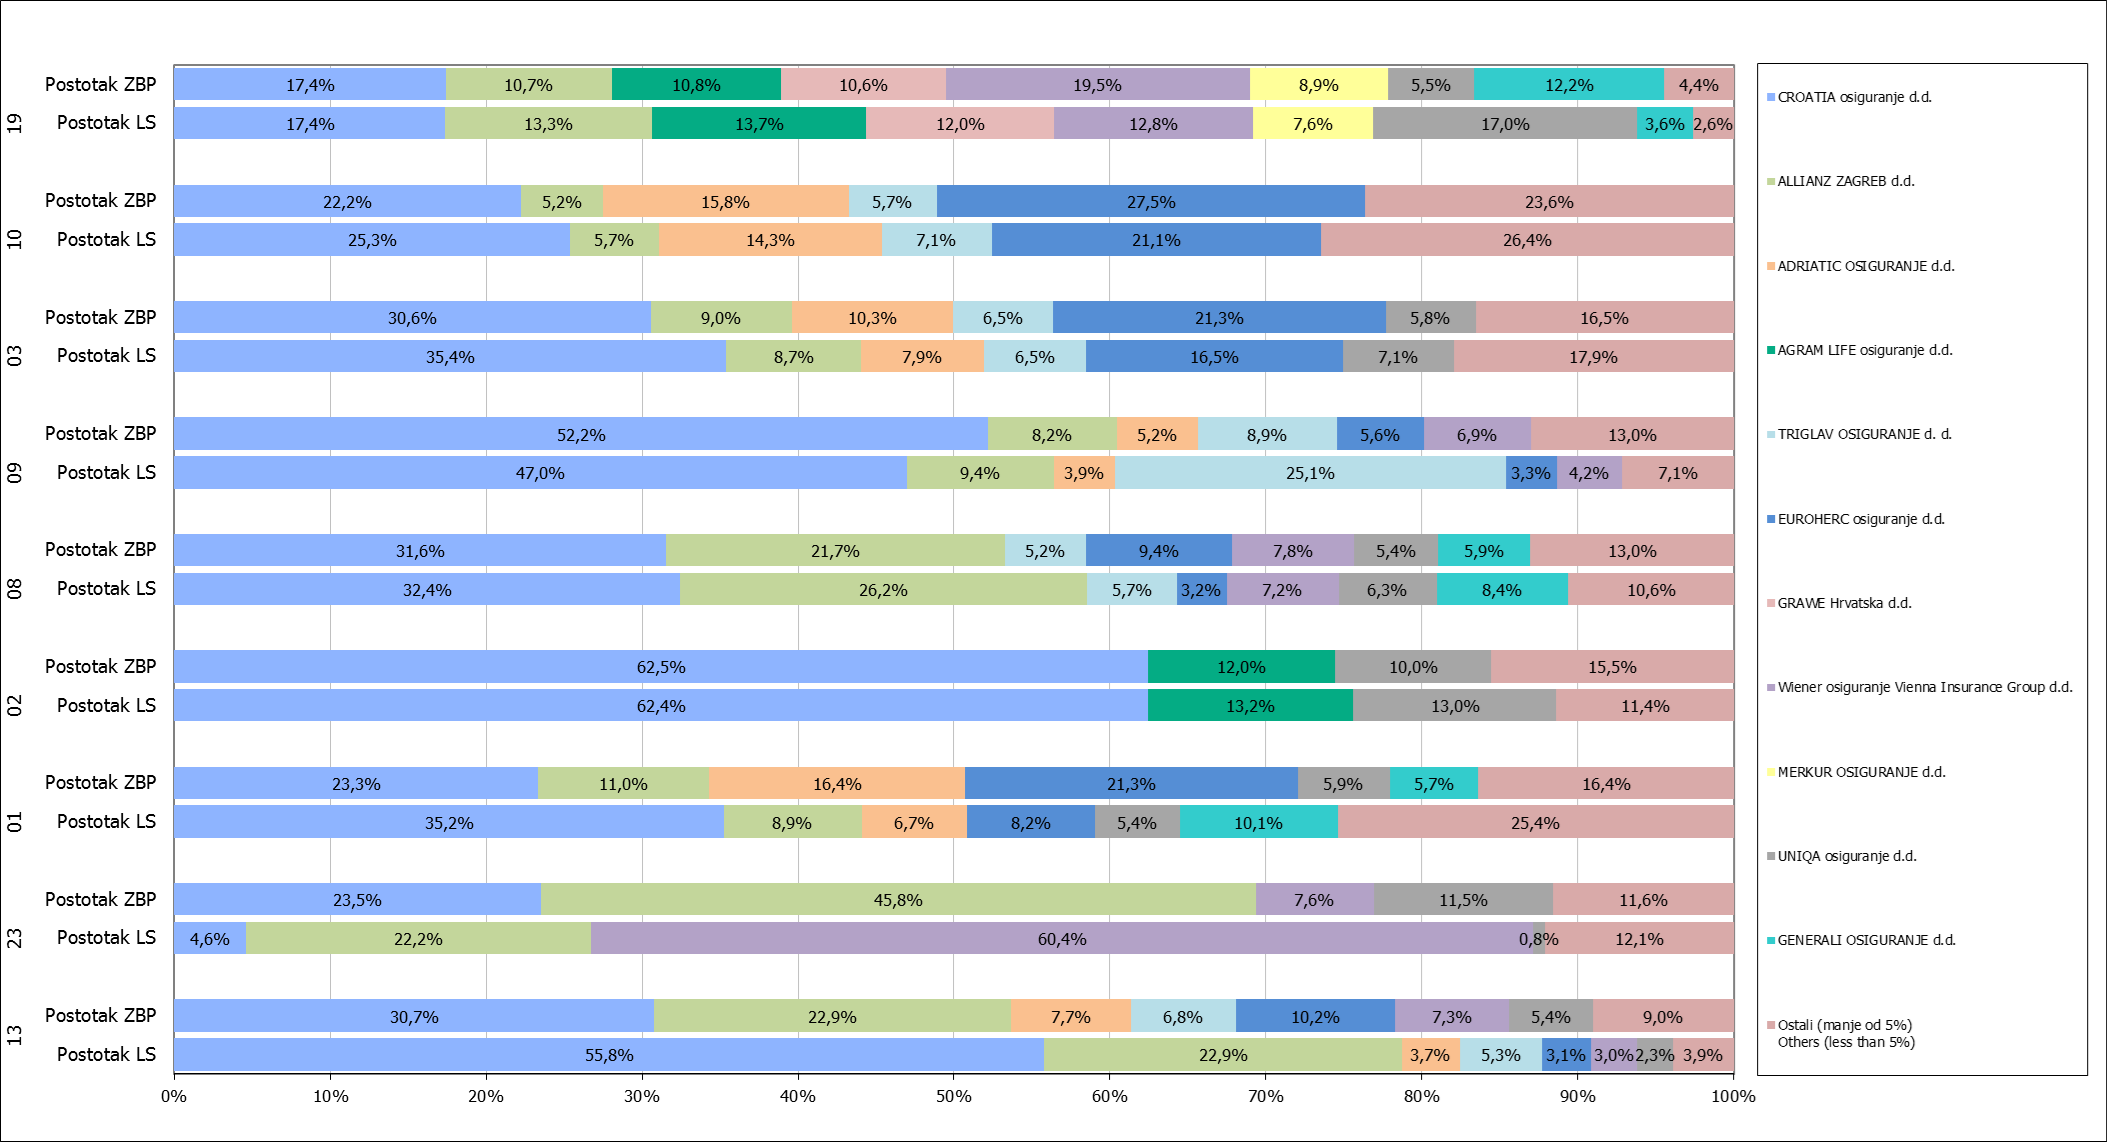 19
Postotak ZBP
17,4% 10,7% 10,8% 10,6% 19,5% 8,9% 5,5% 12,2% 4,4%
Postotak LS
17,4% 13,3% 13,7% 12,0% 12,8% 7,6% 17,0% 3,6% 2,6%
10
Postotak ZBP
22,2% 5,2% 15,8% 5,7% 27,5% 23,6%
Postotak LS
25,3% 5,7% 14,3% 7,1% 21,1% 26,4%
03
Postotak ZBP
30,6% 9,0% 10,3% 6,5% 21,3% 5,8% 16,5%
Postotak LS
35,4% 8,7% 7,9% 6,5% 16,5% 7,1% 17,9%
09
Postotak ZBP
52,2% 8,2% 5,2% 8,9% 5,6% 6,9% 13,0%
Postotak LS
47,0% 9,4% 3,9% 25,1% 3,3% 4,2% 7,1%
08
Postotak ZBP
31,6% 21,7% 5,2% 9,4% 7,8% 5,4% 5,9% 13,0%
Postotak LS
32,4% 26,2% 5,7% 3,2% 7,2% 6,3% 8,4% 10,6%
02
Postotak ZBP
62,5% 12,0% 10,0% 15,5%
Postotak LS
62,4% 13,2% 13,0% 11,4%
01
Postotak ZBP
23,3% 11,0% 16,4% 21,3% 5,9% 5,7% 16,4%
Postotak LS
35,2% 8,9% 6,7% 8,2% 5,4% 10,1% 25,4%
23
Postotak ZBP
23,5% 45,8% 7,6% 11,5% 11,6%
Postotak LS
4,6% 22,2% 60,4% 0,8% 12,1%
13
Postotak ZBP
30,7% 22,9% 7,7% 6,8% 10,2% 7,3% 5,4% 9,0%
Postotak LS
55,8% 22,9% 3,7% 5,3% 3,1% 3,0% 2,3% 3,9%
0% 10% 20% 30% 40% 50% 60% 70% 80% 90% 100%
CROATIA osiguranje d.d.
ALLIANZ ZAGREB d.d.
ADRIATIC OSIGURANJE d.d.
AGRAM LIFE osiguranje d.d.
TRIGLAV OSIGURANJE d. d.
EUROHERC osiguranje d.d.
GRAWE Hrvatska d.d.
Wiener osiguranje Vienna Insurance Group d.d.
MERKUR OSIGURANJE d.d.
UNIQA osiguranje d.d.
GENERALI OSIGURANJE d.d.
Ostali (manje od 5%)
Others (less than 5%)